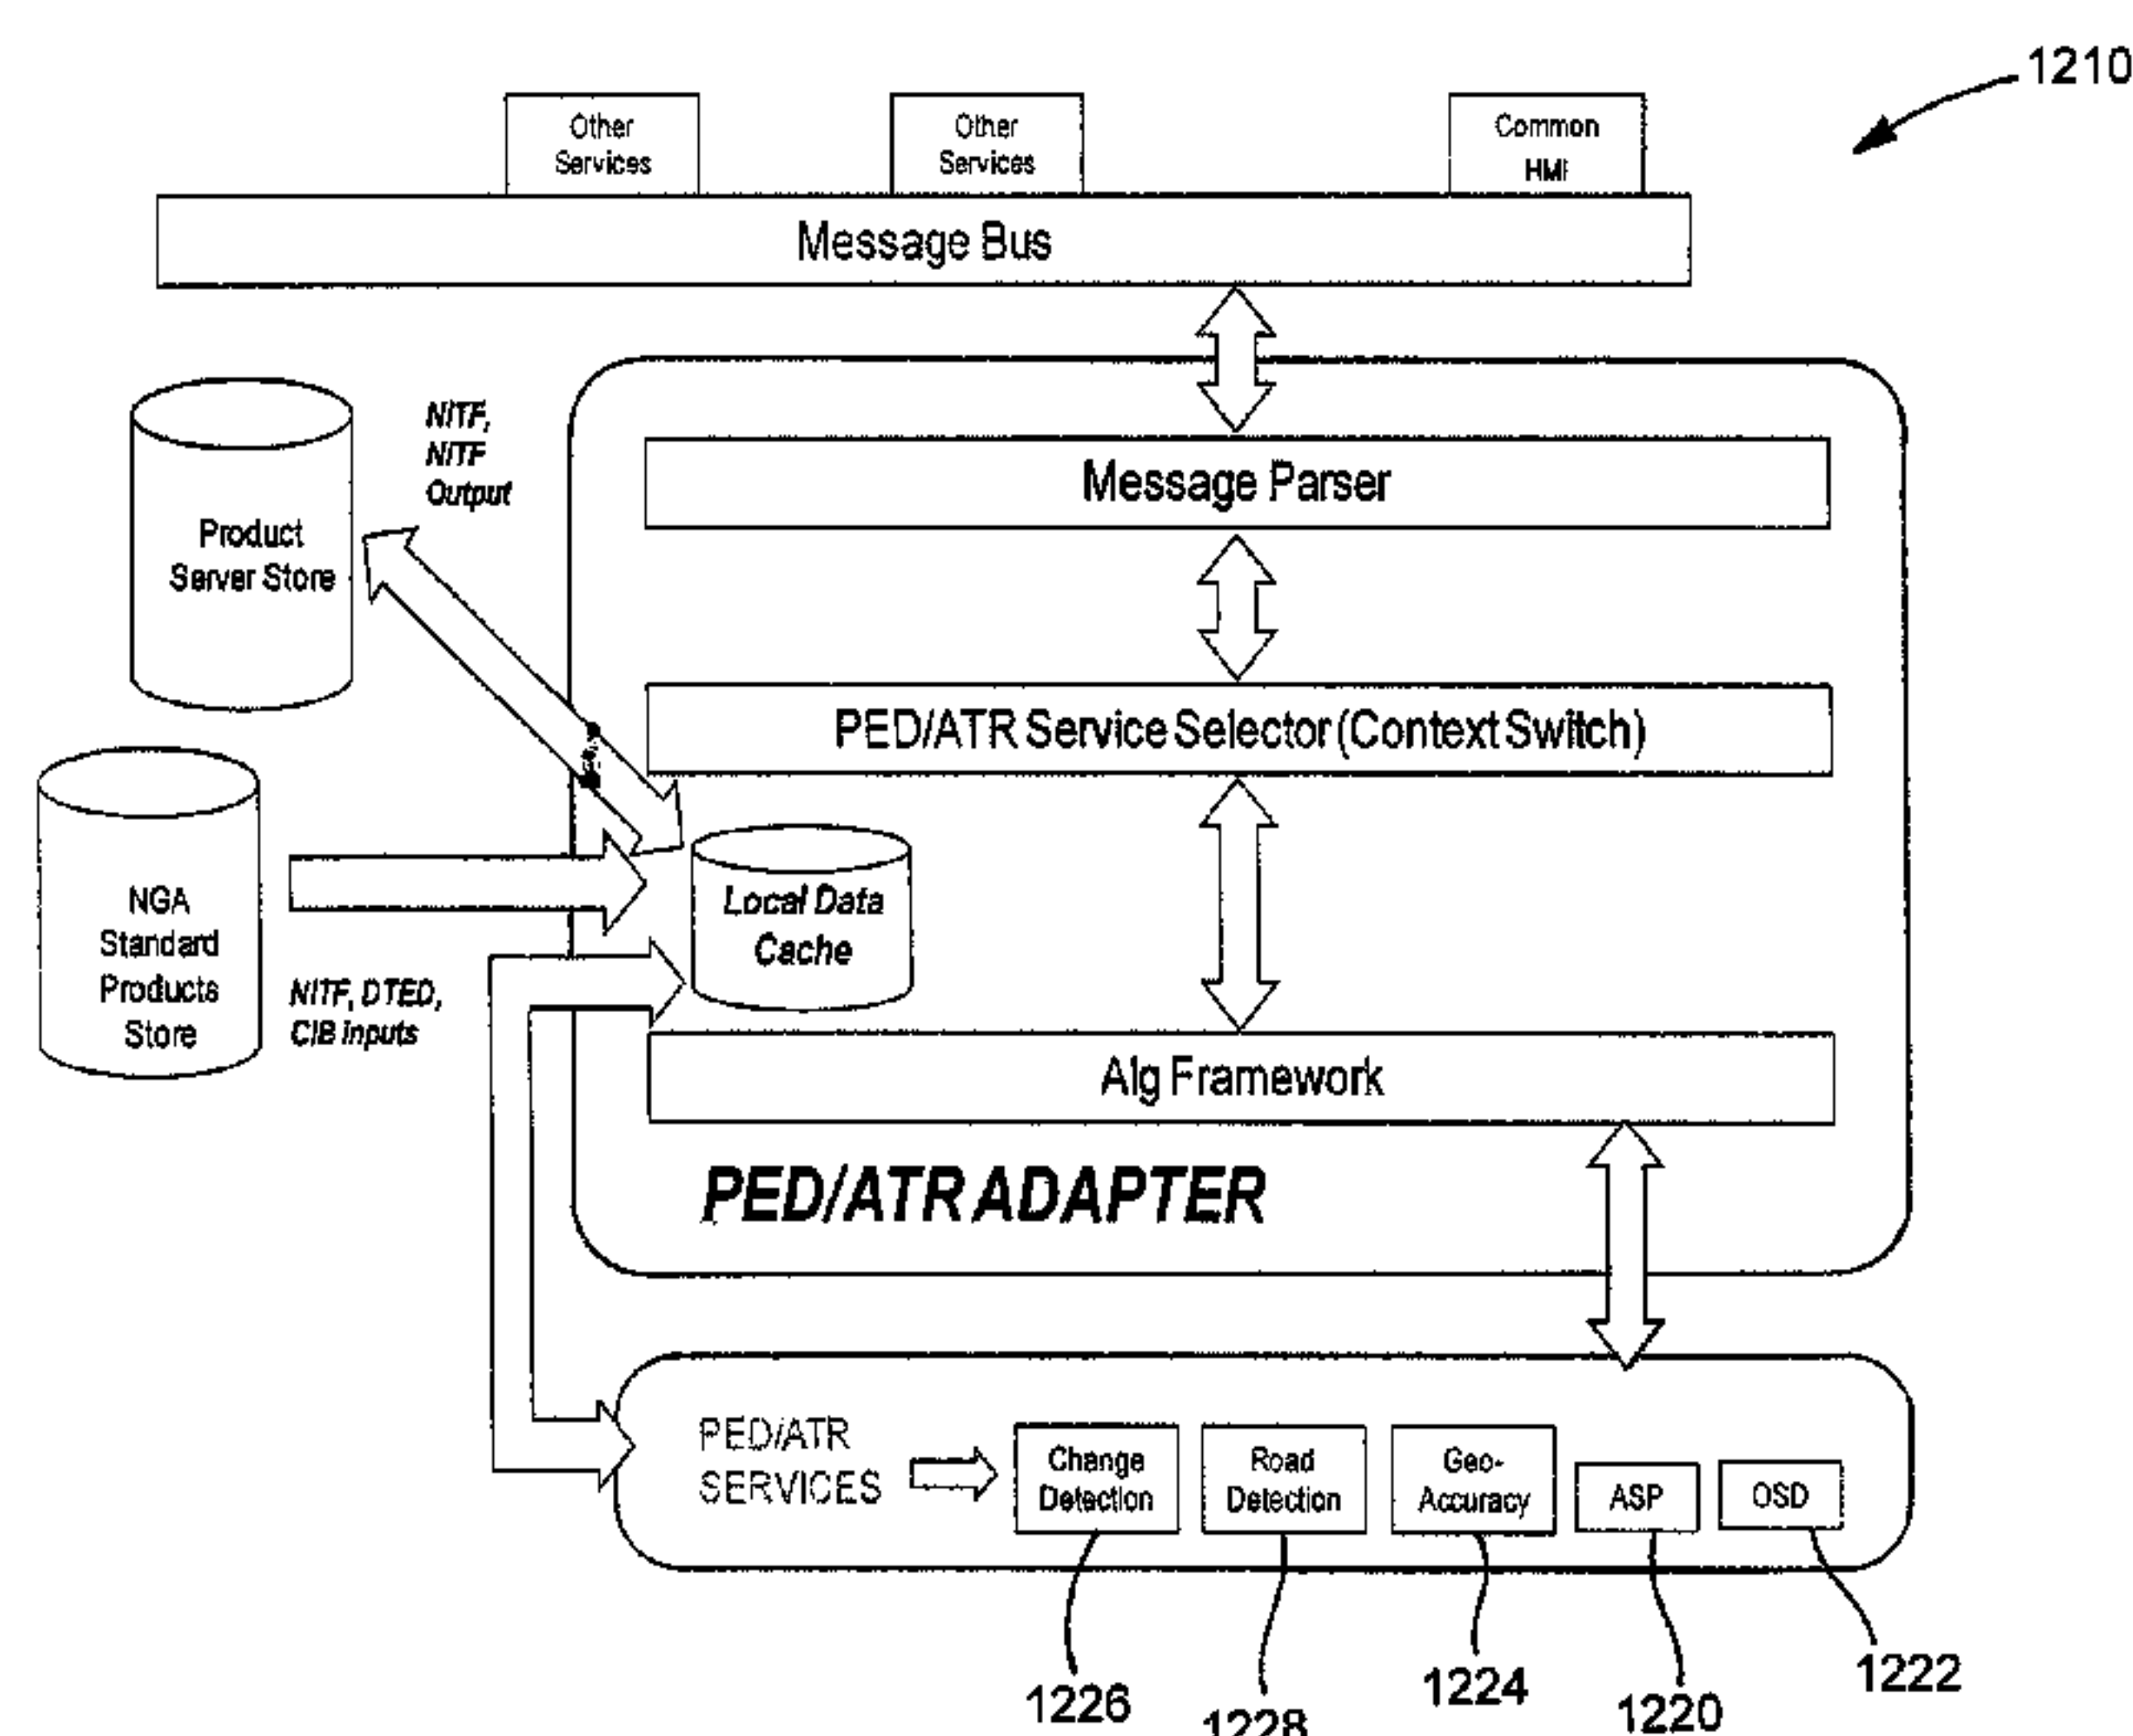 1210
Other
Services
Other
Services
Common
HMI
Message Bus
NITF,
NITF
Output
Product
Server Store
Message Parser
PED/ATR Service Selector (Context Switch)
NGA
Standard
Products
Store
NITF, DTED,
CIB inputs
Local Data
Cache
Alg Framework
PED/ATR ADAPTER
PED/ATR
SERVICES
Change
Detection
Road
Detection
Geo-
Accuracy
ASP
OSD
1226
1228
1224
1220
1222